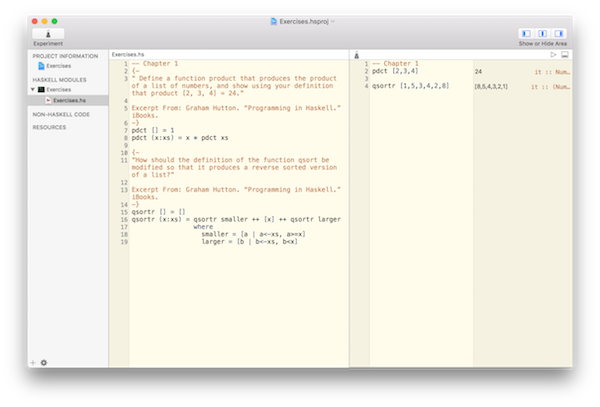 Exercises.hsproj
Experiment
Show or Hide Area
PROJECT INFORMATION
Exercises
HASKELL MODULES
Exercises
Exercises.hs
NON-HASKELL CODE
RESOURCES
Exercises.hs
1 -- Chapter 1
2 {-
3 " Define a function product that produces the product
of a list of numbers, and show using your definition
that product [2, 3, 4] = 24."
4
5 Excerpt From: Graham Hutton. "Programming in Haskell."
iBooks.
6 -}
7 pdct [] = 1
8 pdct (x:xs) = x * pdct xs
9
10 {-
11 "How should the definition of the function qsort be
modified so that it produces a reverse sorted version
of a list?"
12
13 Excerpt From: Graham Hutton. "Programming in Haskell."
iBooks.
14 -}
15 qsortr [] = []
16 qsortr (x:xs) = qsortr smaller ++ [x] ++ qsortr larger
17 where
18 smaller = [a | a<-xs, a>=x]
19 larger = [b | b<-xs, b<x]
1 -- Chapter 1
2 pdct [2,3,4] 24 it :: Num…
3
4 qsortr [1,5,3,4,2,8] [8,5,4,3,2,1] it :: (Num…